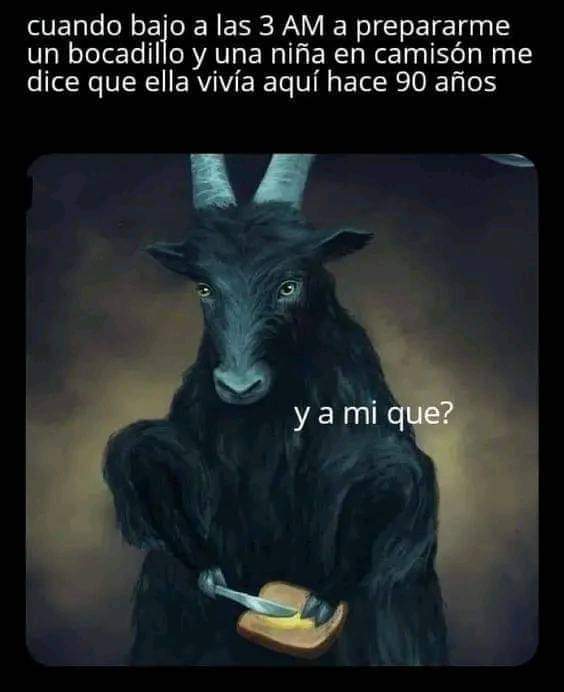 cuando bajo a las 3 AM a prepararme
un bocadillo y una niña en camisón me
dice que ella vivía aquí hace 90 años
y a mi que?